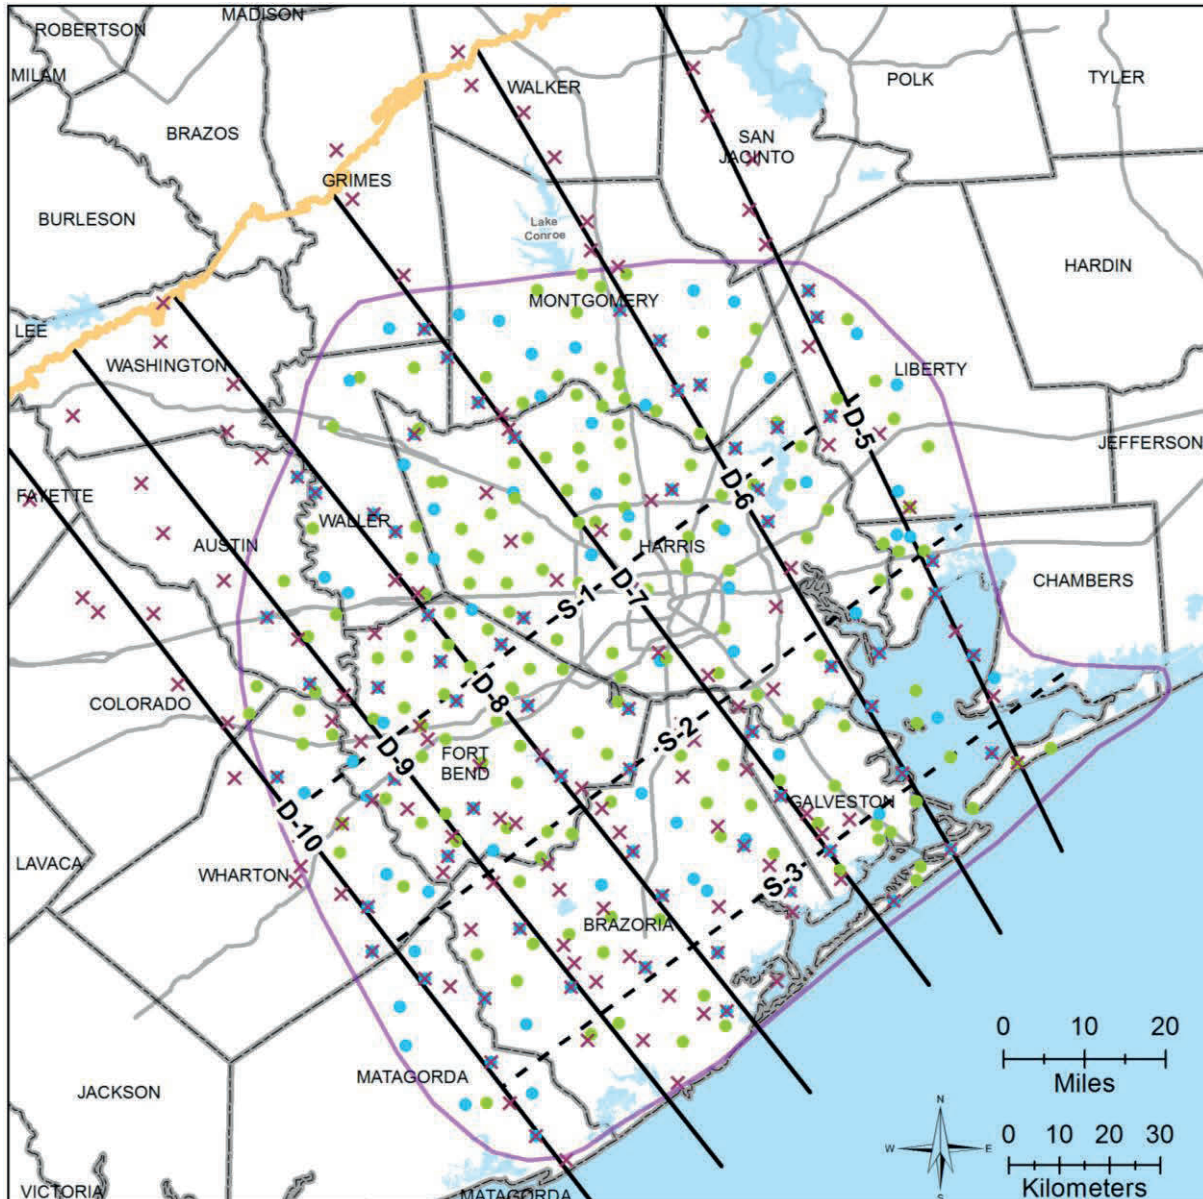 MADISON
ROBERTSON
MILAM
WALKER
POLK
TYLER
BRAZOS
SAN
JACINTO
GRIMES
BURLESON
Lake
Conroe
HARDIN
MONTGOMERY
LEE
WASHINGTON
LIBERTY
D-5
JEFFERSON
FAYETTE
D-6
WALLER
AUSTIN
HARRIS
CHAMBERS
D-7
S-1
COLORADO
D-8
S-2
D-9
FORT
BEND
GALVESTON
D-10
LAVACA
WHARTON
S-3
BRAZORIA
0 10 20
Miles
MATAGORDA
JACKSON
N
W E
S
0 10 20 30
Kilometers
VICTORIA
MATAGORDA